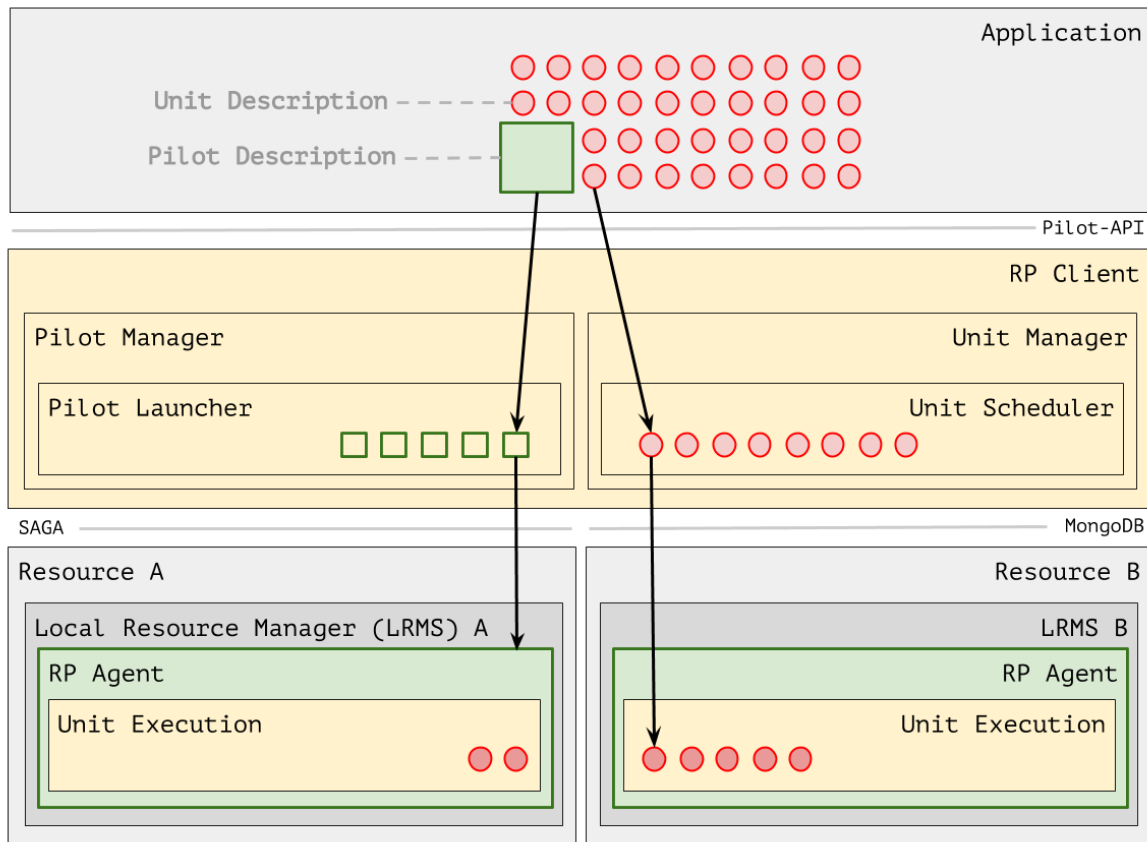 Application
Unit Description
Pilot Description
Pilot-API
RP Client
Pilot Manager
Unit Manager
Pilot Launcher
Unit Scheduler
SAGA
MongoDB
Resource A
Resource B
Local Resource Manager (LRMS) A
LRMS B
RP Agent
RP Agent
Unit Execution
Unit Execution